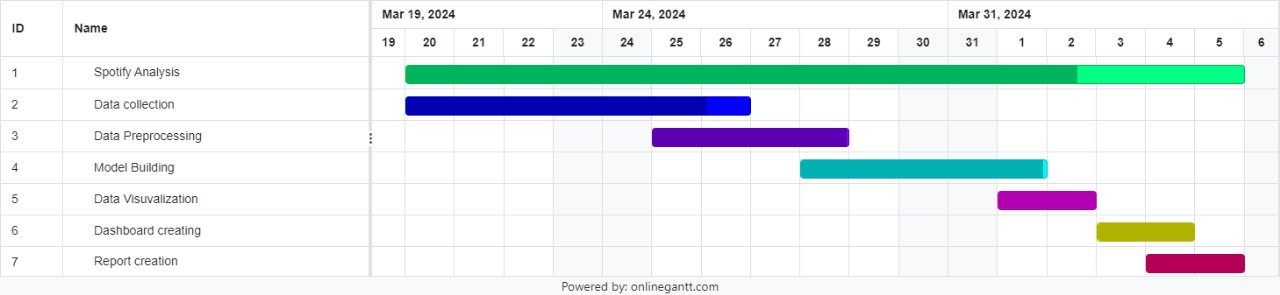 ID Name Mar 19, 2024 Mar 24, 2024 Mar 31, 2024
19 20 21 22 23 24 25 26 27 28 29 30 31 1 2 3 4 5 6
1 Spotify Analysis
2 Data collection
3 Data Preprocessing
4 Model Building
5 Data Visuvalization
6 Dashboard creating
7 Report creation
Powered by: onlinegantt.com